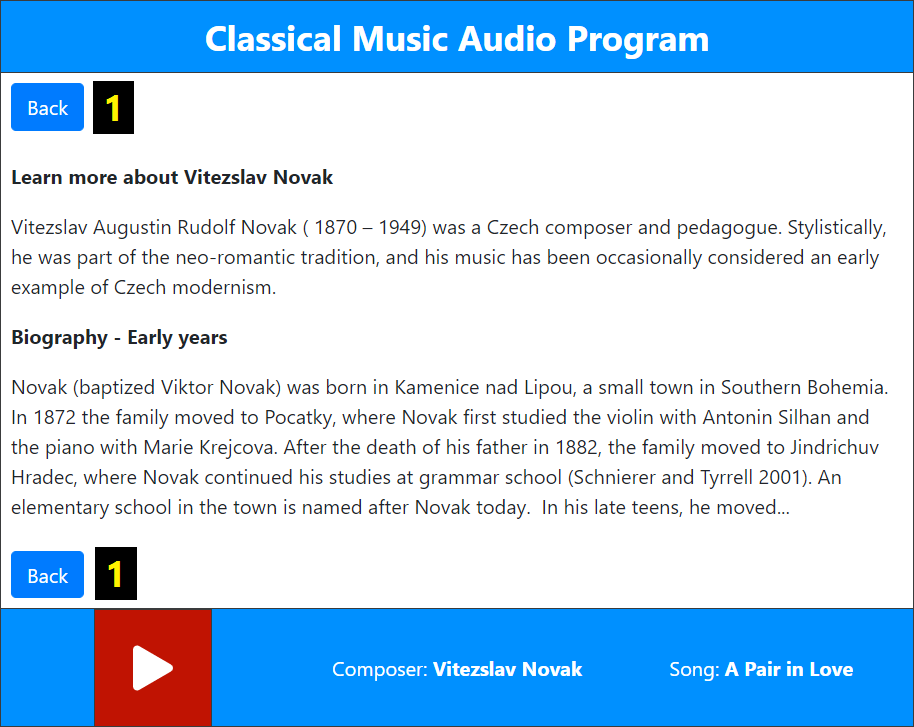 Classical Music Audio Program
Back 1
Learn more about Vitezslav Novak
Vitezslav Augustin Rudolf Novak ( 1870 – 1949) was a Czech composer and pedagogue. Stylistically,
he was part of the neo-romantic tradition, and his music has been occasionally considered an early
example of Czech modernism.
Biography - Early years
Novak (baptized Viktor Novak) was born in Kamenice nad Lipou, a small town in Southern Bohemia.
In 1872 the family moved to Pocatky, where Novak first studied the violin with Antonin Silhan and
the piano with Marie Krejcova. After the death of his father in 1882, the family moved to Jindrichuv
Hradec, where Novak continued his studies at grammar school (Schnierer and Tyrrell 2001). An
elementary school in the town is named after Novak today.  In his late teens, he moved...
Back 1
Composer: Vitezslav Novak Song: A Pair in Love